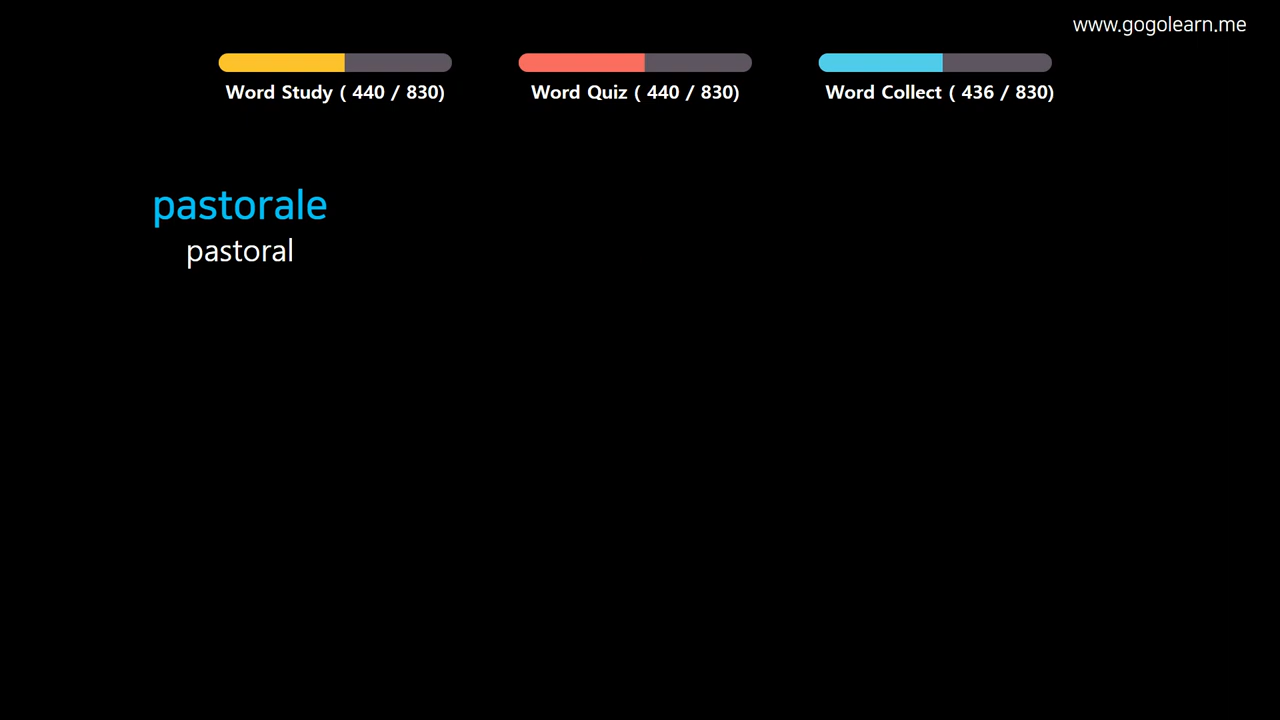 www.gogolearn.me
Word Study ( 440 / 830)
Word Quiz ( 440 / 830)
Word Collect ( 436 / 830)
pastorale
pastoral